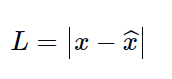 L = |x − x̂|